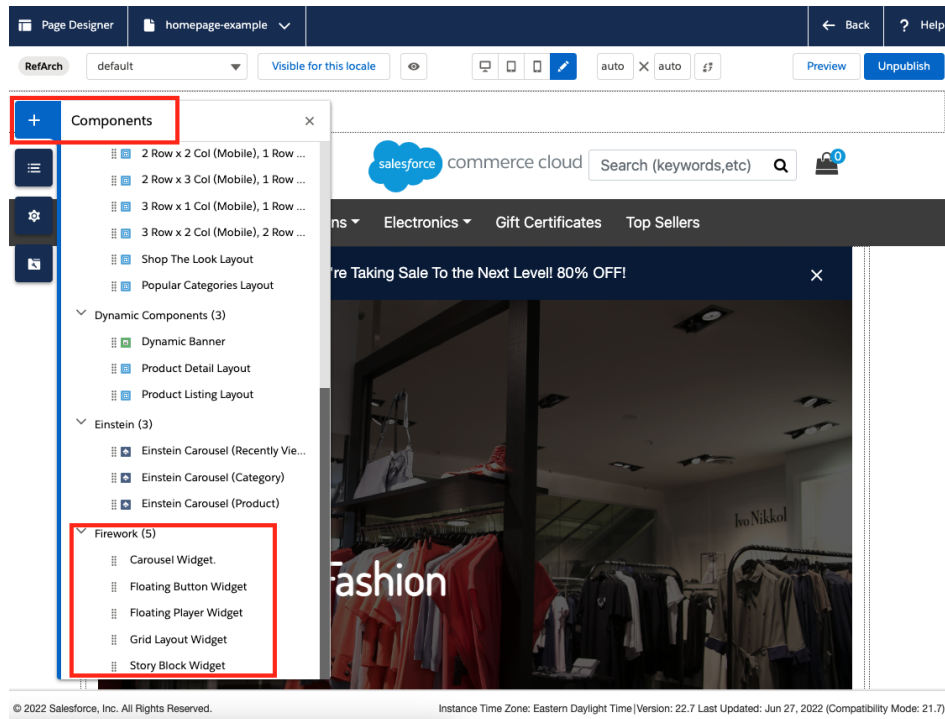 Page Designer
homepage-example
Back
? Help
RefArch
default
Visible for this locale
auto
auto
Preview
Unpublish
+ Components
salesforce commerce cloud
Search (keywords,etc)
0
2 Row x 2 Col (Mobile), 1 Row ...
2 Row x 3 Col (Mobile), 1 Row ...
3 Row x 1 Col (Mobile), 1 Row ...
3 Row x 2 Col (Mobile), 2 Row ...
Shop The Look Layout
Popular Categories Layout
Dynamic Components (3)
Dynamic Banner
Product Detail Layout
Product Listing Layout
Einstein (3)
Einstein Carousel (Recently Vie...
Einstein Carousel (Category)
Einstein Carousel (Product)
Firework (5)
Carousel Widget.
Floating Button Widget
Floating Player Widget
Grid Layout Widget
Story Block Widget
ns
Electronics
Gift Certificates
Top Sellers
're Taking Sale To the Next Level! 80% OFF!
Ivo Nikkol
Fashion
© 2022 Salesforce, Inc. All Rights Reserved.
Instance Time Zone: Eastern Daylight Time|Version: 22.7 Last Updated: Jun 27, 2022 (Compatibility Mode: 21.7)